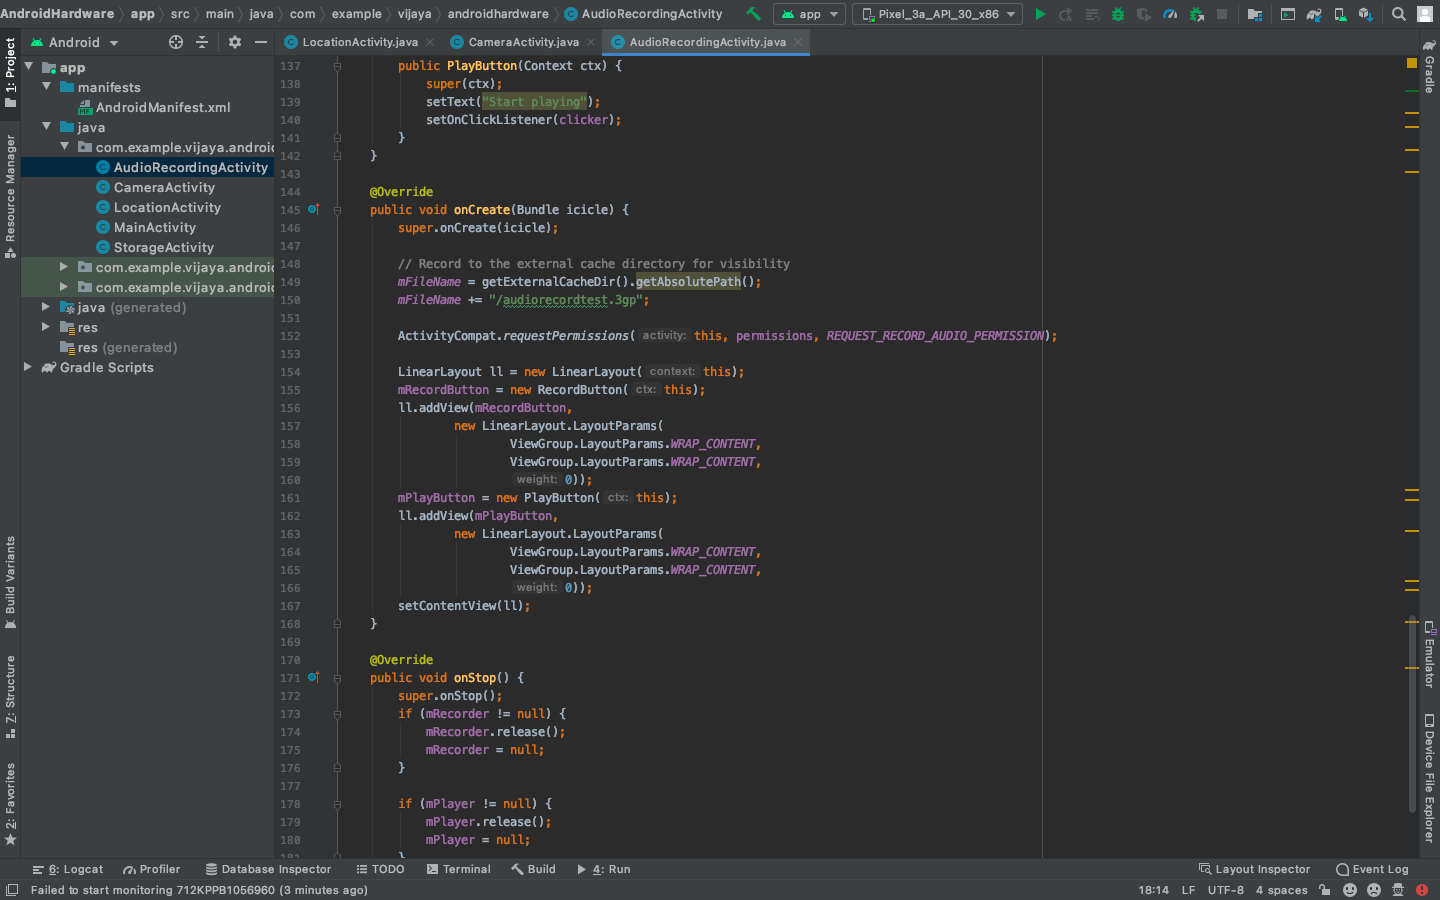 AndroidHardware › app › src › main › java › com › example › vijaya › androidhardware › AudioRecordingActivity
app
Pixel_3a_API_30_x86
Android
LocationActivity.java
CameraActivity.java
AudioRecordingActivity.java
1: Project
Resource Manager
Build Variants
Z: Structure
2: Favorites
app
manifests
AndroidManifest.xml
java
com.example.vijaya.android
AudioRecordingActivity
CameraActivity
LocationActivity
MainActivity
StorageActivity
com.example.vijaya.android
com.example.vijaya.android
java (generated)
res
res (generated)
Gradle Scripts
137 public PlayButton(Context ctx) {
138 super(ctx);
139 setText("Start playing");
140 setOnClickListener(clicker);
141 }
142 }
143
144 @Override
145 public void onCreate(Bundle icicle) {
146 super.onCreate(icicle);
147
148 // Record to the external cache directory for visibility
149 mFileName = getExternalCacheDir().getAbsolutePath();
150 mFileName += "/audiorecordtest.3gp";
151
152 ActivityCompat.requestPermissions( activity: this, permissions, REQUEST_RECORD_AUDIO_PERMISSION);
153
154 LinearLayout ll = new LinearLayout( context: this);
155 mRecordButton = new RecordButton( ctx: this);
156 ll.addView(mRecordButton,
157 new LinearLayout.LayoutParams(
158 ViewGroup.LayoutParams.WRAP_CONTENT,
159 ViewGroup.LayoutParams.WRAP_CONTENT,
160 weight: 0));
161 mPlayButton = new PlayButton( ctx: this);
162 ll.addView(mPlayButton,
163 new LinearLayout.LayoutParams(
164 ViewGroup.LayoutParams.WRAP_CONTENT,
165 ViewGroup.LayoutParams.WRAP_CONTENT,
166 weight: 0));
167 setContentView(ll);
168 }
169
170 @Override
171 public void onStop() {
172 super.onStop();
173 if (mRecorder != null) {
174 mRecorder.release();
175 mRecorder = null;
176 }
177
178 if (mPlayer != null) {
179 mPlayer.release();
180 mPlayer = null;
181 }
Gradle
Emulator
Device File Explorer
6: Logcat
Profiler
Database Inspector
TODO
Terminal
Build
4: Run
Layout Inspector
Event Log
Failed to start monitoring 712KPPB1056960 (3 minutes ago)
18:14 LF UTF-8 4 spaces